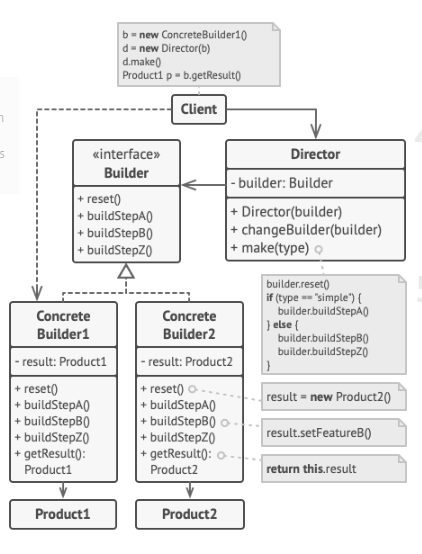 b = new ConcreteBuilder1()
d = new Director(b)
d.make()
Product1 p = b.getResult()
Client
«interface»
Builder
+ reset()
+ buildStepA()
+ buildStepB()
+ buildStepZ()
Director
- builder: Builder
+ Director(builder)
+ changeBuilder(builder)
+ make(type)
builder.reset()
if (type == "simple") {
builder.buildStepA()
} else {
builder.buildStepB()
builder.buildStepZ()
}
Concrete
Builder1
- result: Product1
+ reset()
+ buildStepA()
+ buildStepB()
+ buildStepZ()
+ getResult():
Product1
Concrete
Builder2
- result: Product2
+ reset()
+ buildStepA()
+ buildStepB()
+ buildStepZ()
+ getResult():
Product2
result = new Product2()
result.setFeatureB()
return this.result
Product1
Product2